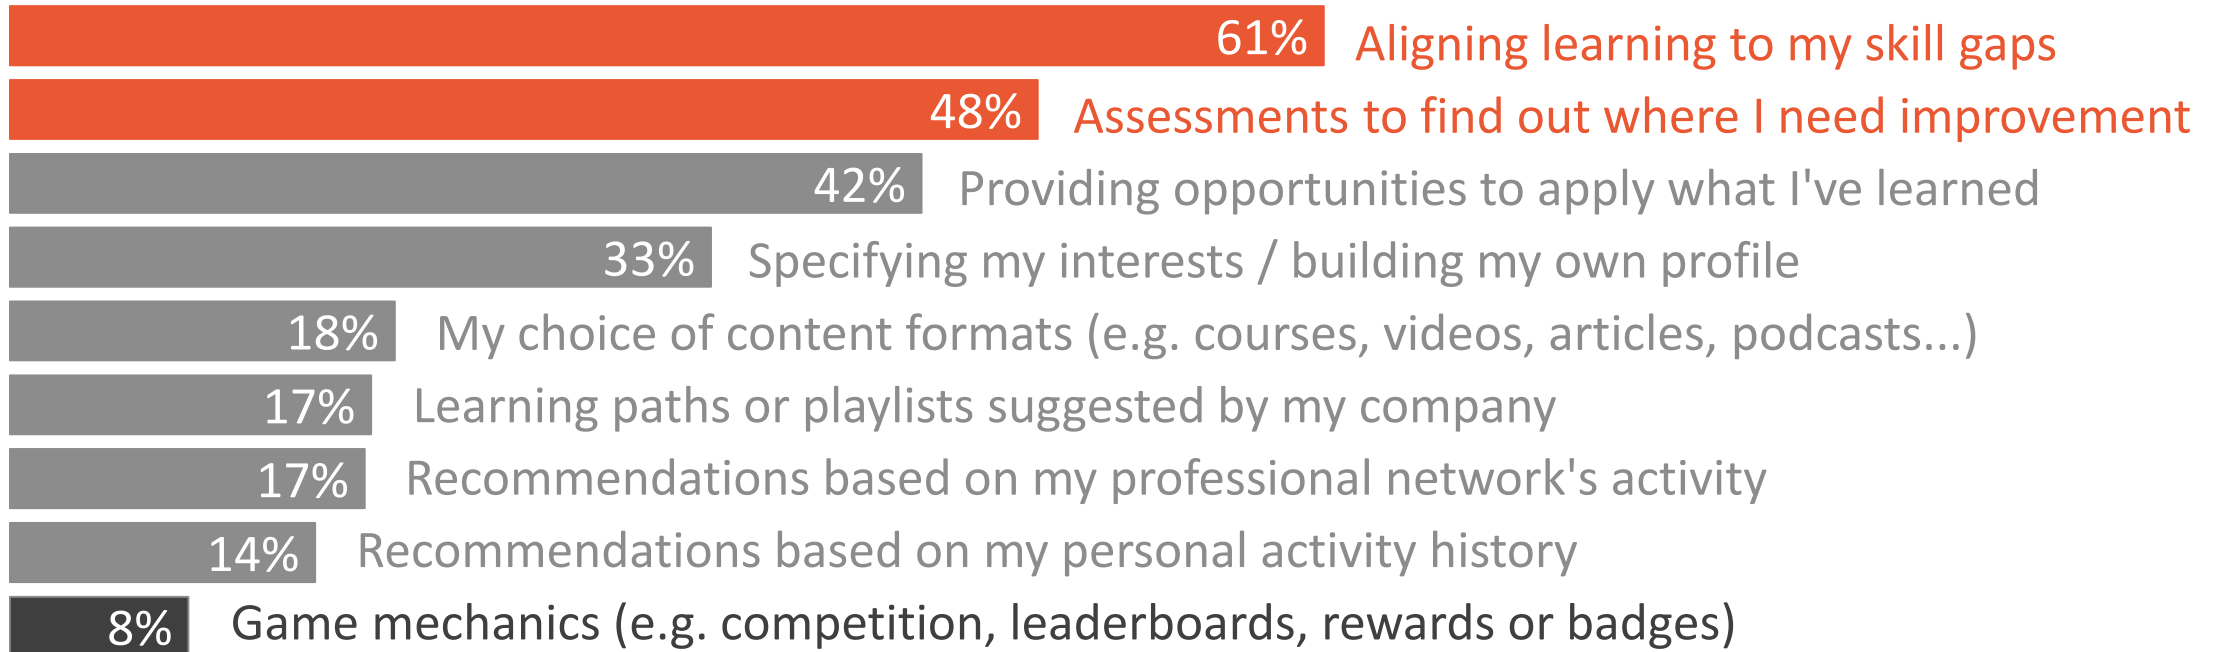 61% Aligning learning to my skill gaps
48% Assessments to find out where I need improvement
42% Providing opportunities to apply what I've learned
33% Specifying my interests / building my own profile
18% My choice of content formats (e.g. courses, videos, articles, podcasts...)
17% Learning paths or playlists suggested by my company
17% Recommendations based on my professional network's activity
14% Recommendations based on my personal activity history
8% Game mechanics (e.g. competition, leaderboards, rewards or badges)